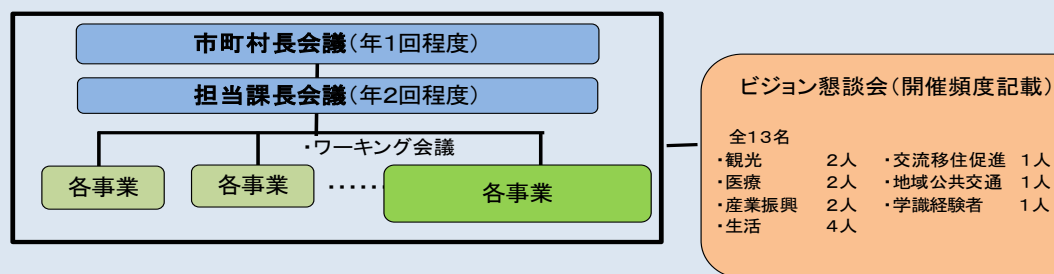 市町村長会議(年1回程度)
担当課長会議(年2回程度)
・ワーキング会議
各事業
各事業
……
各事業
ビジョン懇談会(開催頻度記載)
全13名
・観光 2人 ・交流移住促進 1人
・医療 2人 ・地域公共交通 1人
・産業振興 2人 ・学識経験者 1人
・生活 4人